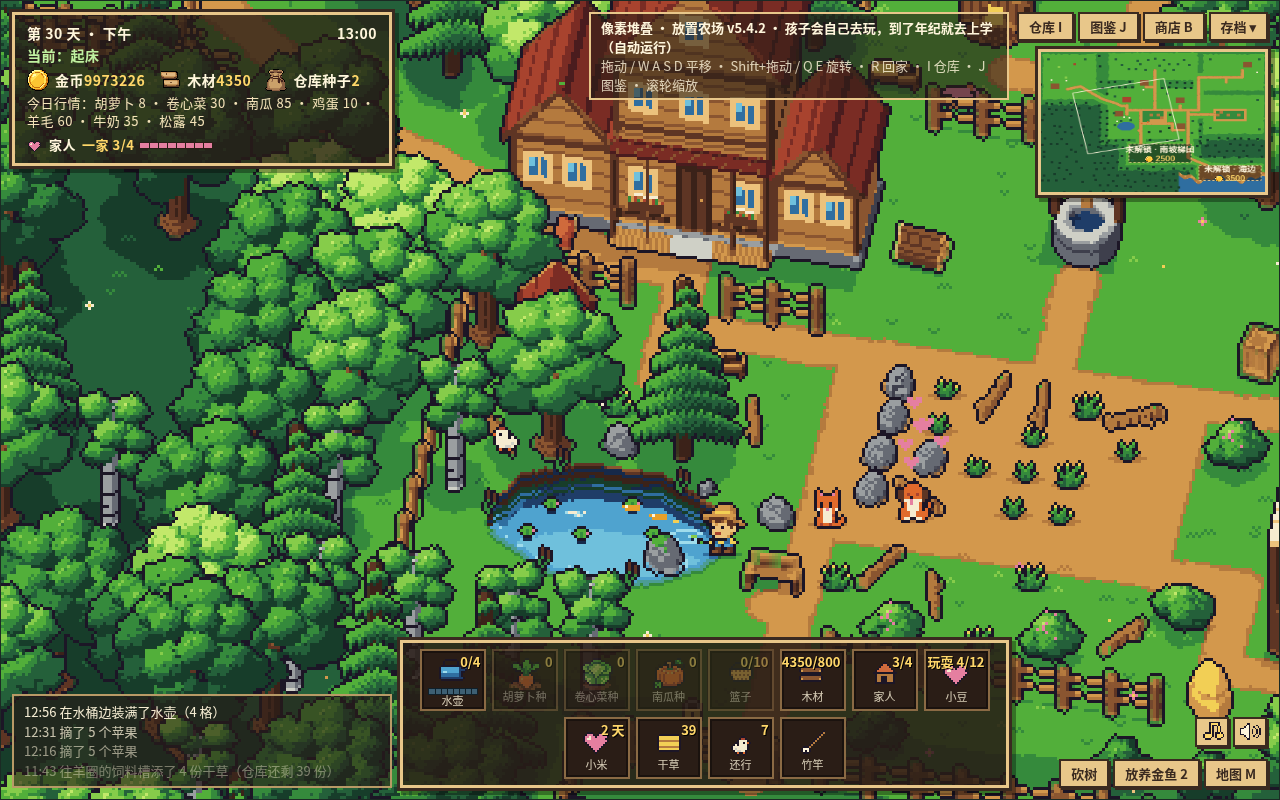 第 30 天 · 下午 13:00
当前：起床
金币9973226 木材4350 仓库种子2
今日行情：胡萝卜 8 · 卷心菜 30 · 南瓜 85 · 鸡蛋 10 ·
羊毛 60 · 牛奶 35 · 松露 45
家人 一家 3/4
像素堆叠 · 放置农场 v5.4.2 · 孩子会自己去玩，到了年纪就去上学
（自动运行）
拖动 / W A S D 平移 · Shift+拖动 / Q E 旋转 · R 回家 · I 仓库 · J
图鉴 · 滚轮缩放
仓库 I 图鉴 J 商店 B 存档 ▾
未解锁 · 南坡梯田
2500
未解锁 · 海边
3500
12:56 在水桶边装满了水壶（4 格）
12:31 摘了 5 个苹果
12:16 摘了 5 个苹果
11:43 往羊圈的饲料槽添了 4 份干草（仓库还剩 39 份）
0/4 0 0 0 0/10 4350/800 3/4 玩耍 4/12
水壶 胡萝卜种 卷心菜种 南瓜种 篮子 木材 家人 小豆
2 天 39 7
小米 干草 还行 竹竿
砍树 放养金鱼 2 地图 M